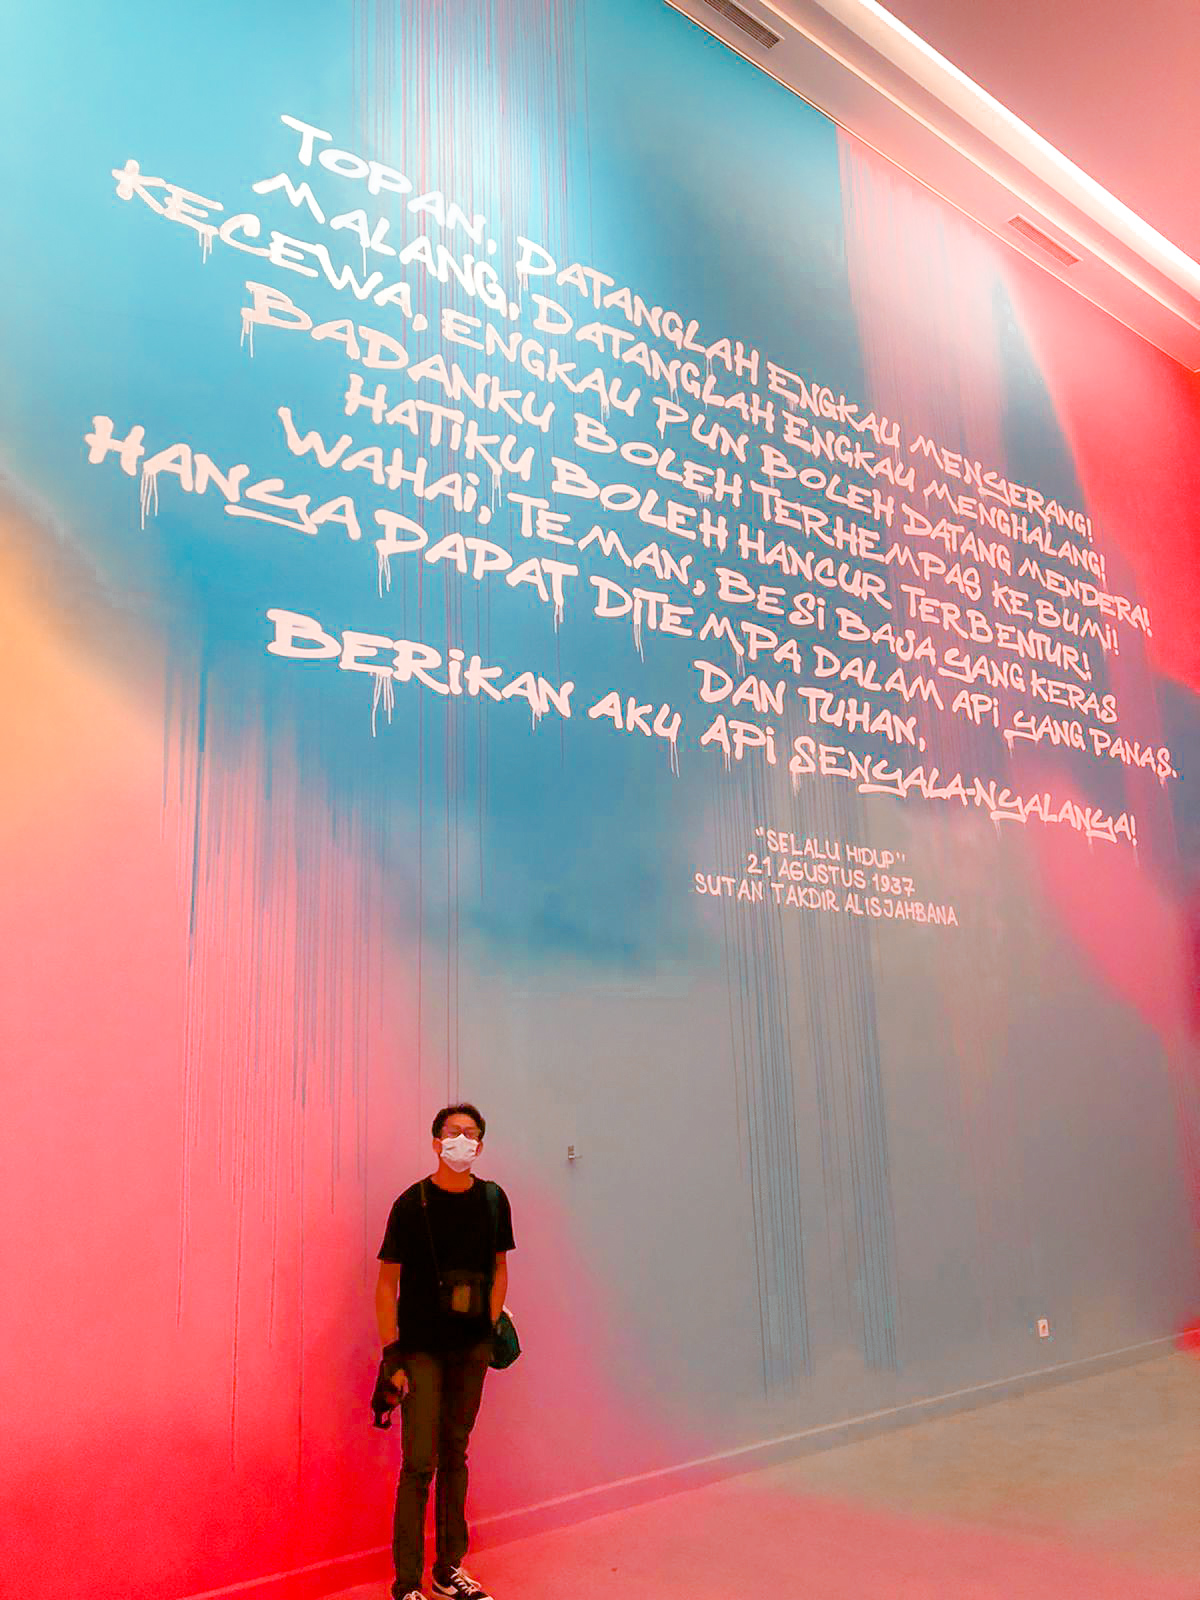 TOPAN, DATANGLAH ENGKAU MENYERANG!
MALANG, DATANGLAH ENGKAU MENGHALANG!
KECEWA, ENGKAU PUN BOLEH DATANG MENDERA!
BADANKU BOLEH TERHEMPAS KE BUMI!
HATIKU BOLEH HANCUR TERBENTUR!
WAHAI, TEMAN, BESI BAJA YANG KERAS
HANYA DAPAT DITEMPA DALAM API YANG PANAS.
DAN TUHAN,
BERIKAN AKU API SENYALA-NYALANYA!
"SELALU HIDUP"
21 AGUSTUS 1937
SUTAN TAKDIR ALISJAHBANA